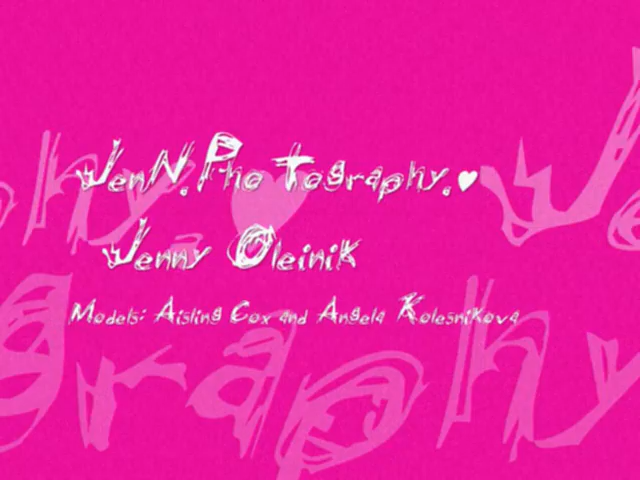 JenN.PhoTography.♥
Jenny Oleinik
Models: Aisling Cox and Angela Kolesnikova